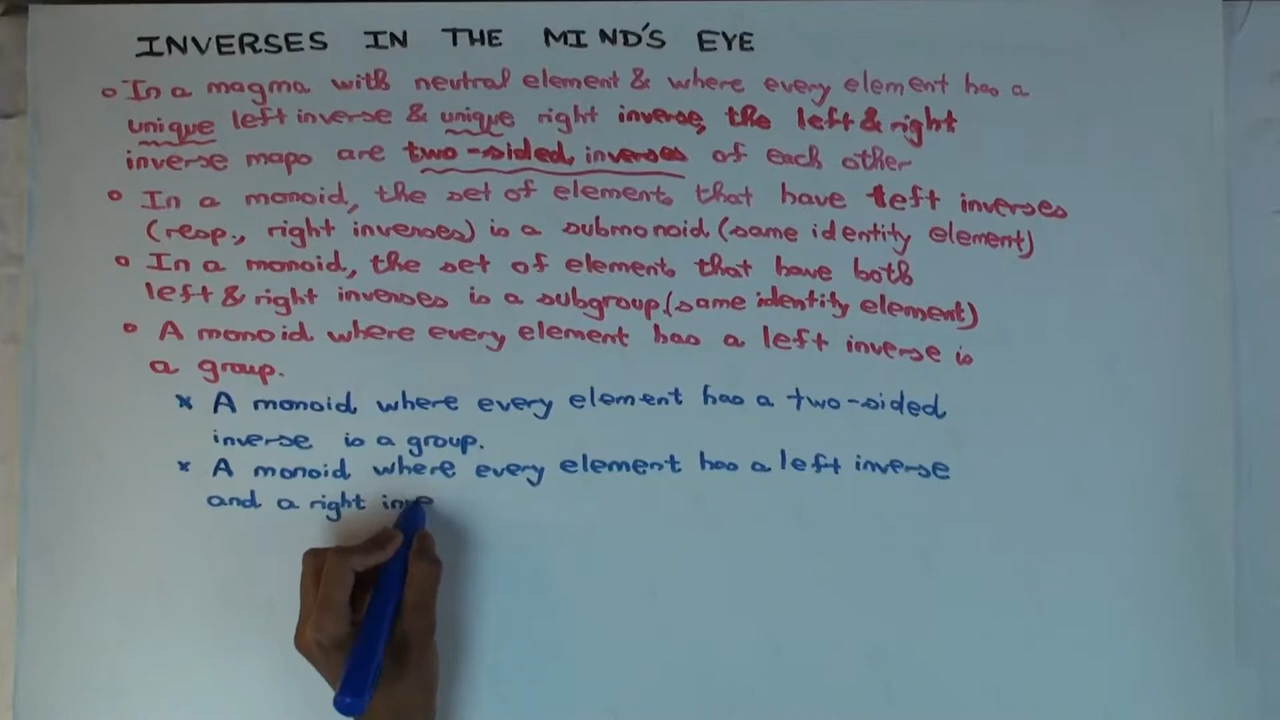 INVERSES IN THE MIND'S EYE
o In a magma with neutral element & where every element has a
unique left inverse & unique right inverse, the left & right
inverse maps are two-sided inverses of each other
o In a monoid, the set of elements that have left inverses
(resp., right inverses) is a submonoid (same identity element)
o In a monoid, the set of elements that have both
left & right inverses is a subgroup. (same identity element)
o A monoid where every element has a left inverse is
a group.
* A monoid where every element has a two-sided
inverse is a group.
* A monoid where every element has a left inverse
and a right inve